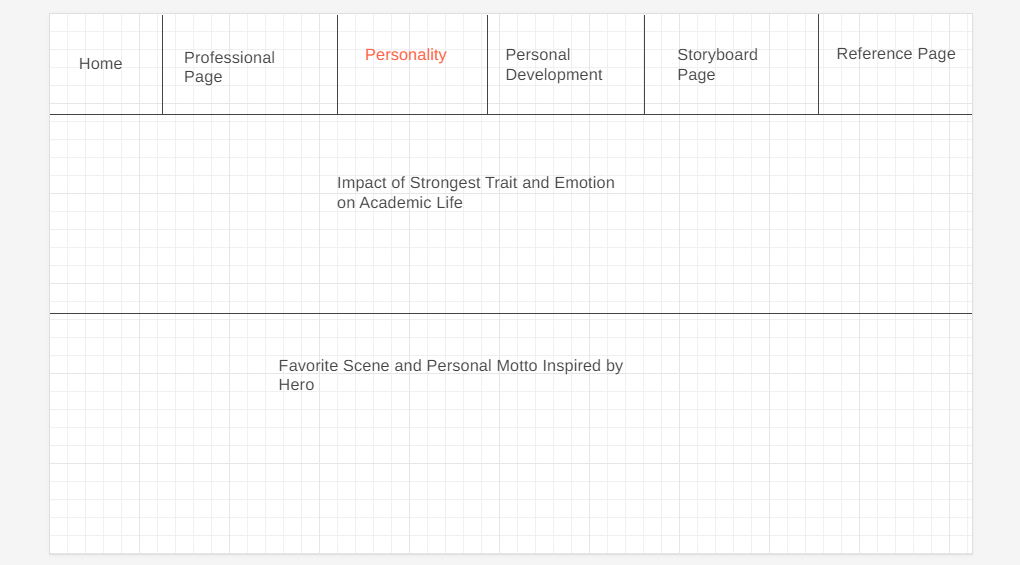 Home
Professional
Page
Personality
Personal
Development
Storyboard
Page
Reference Page
Impact of Strongest Trait and Emotion
on Academic Life
Favorite Scene and Personal Motto Inspired by
Hero